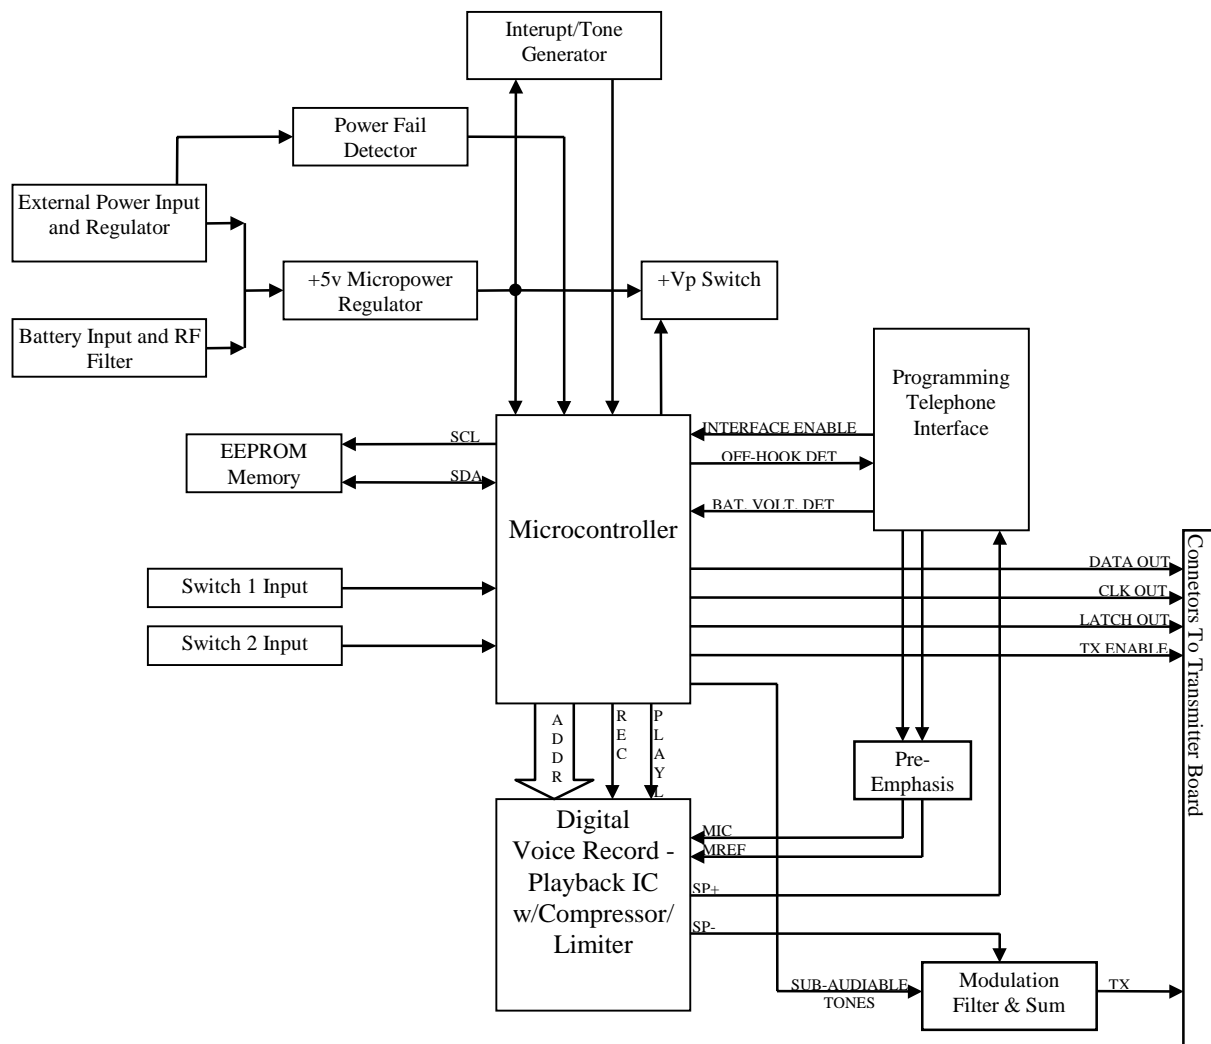 Interupt/Tone
Generator
Power Fail
Detector
External Power Input
and Regulator
+5v Micropower
Regulator
+Vp Switch
Battery Input and RF
Filter
Programming
Telephone
Interface
EEPROM
Memory
SCL
SDA
Microcontroller
INTERFACE ENABLE
OFF-HOOK DET
BAT. VOLT. DET
Switch 1 Input
Switch 2 Input
DATA OUT
CLK OUT
LATCH OUT
TX ENABLE
Connetors To Transmitter Board
ADDR
REC
PLAYL
Pre-
Emphasis
Digital
Voice Record -
Playback IC
w/Compressor/
Limiter
MIC
MREF
SP+
SP-
SUB-AUDIABLE
TONES
Modulation
Filter & Sum
TX